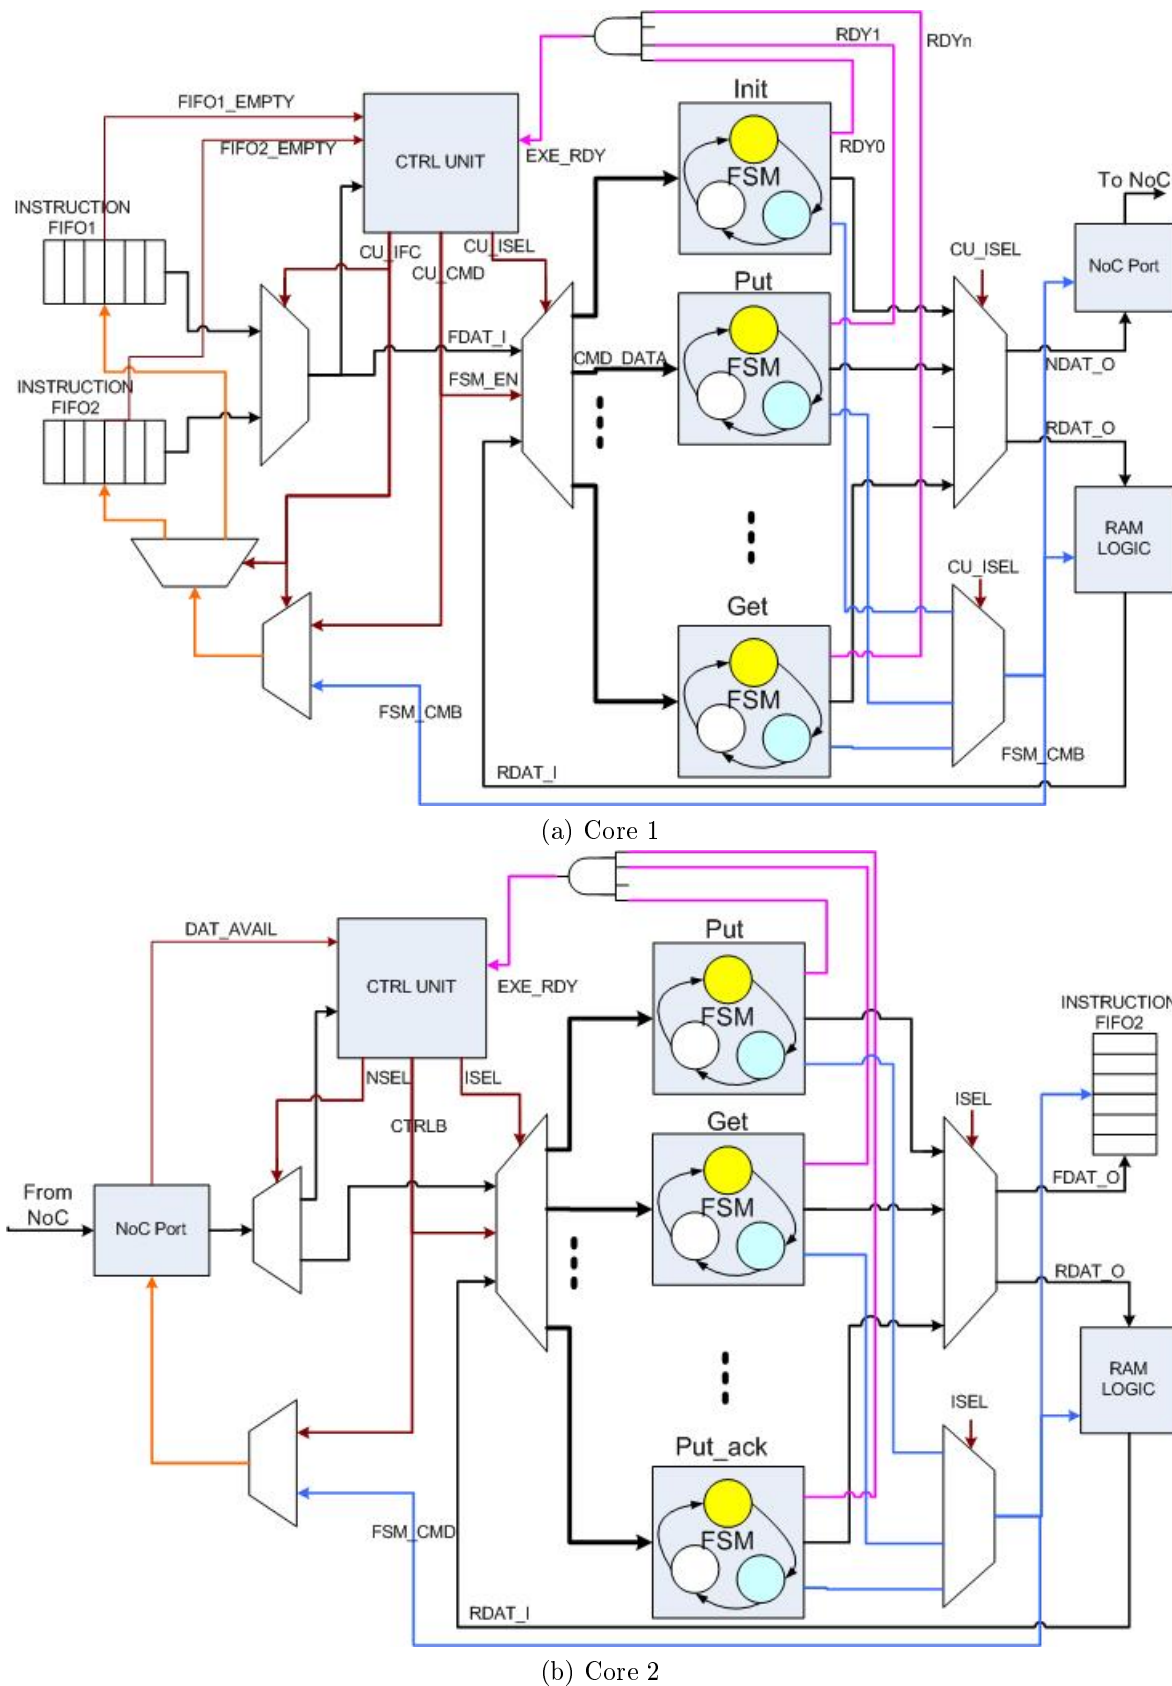 RDY1
RDYn
Init
FIFO1_EMPTY
FIFO2_EMPTY
CTRL UNIT
EXE_RDY
RDY0
FSM
To NoC
INSTRUCTION
FIFO1
CU_IFC
CU_CMD
CU_ISEL
CU_ISEL
NoC Port
Put
FSM
FDAT_I
CMD_DATA
NDAT_O
INSTRUCTION
FIFO2
FSM_EN
RDAT_O
RAM
LOGIC
CU_ISEL
Get
FSM
FSM_CMB
FSM_CMB
RDAT_I
(a) Core 1
DAT_AVAIL
CTRL UNIT
EXE_RDY
Put
FSM
INSTRUCTION
FIFO2
NSEL
ISEL
CTRLB
ISEL
Get
FSM
FDAT_O
From
NoC
NoC Port
RDAT_O
RAM
LOGIC
ISEL
Put_ack
FSM
FSM_CMD
RDAT_I
(b) Core 2